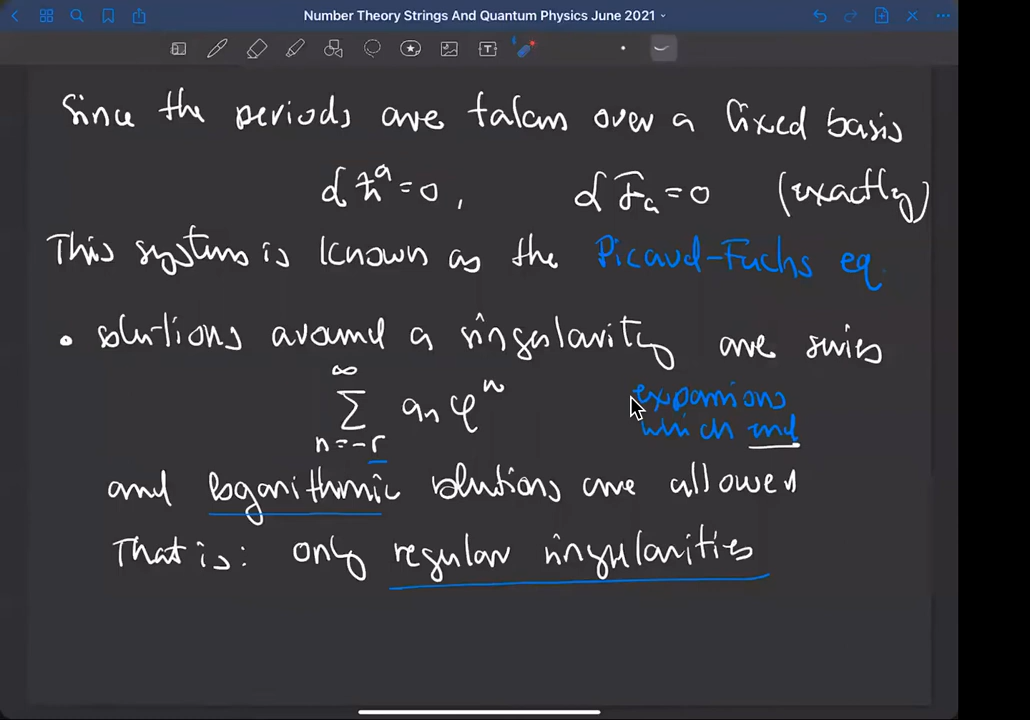 Number Theory Strings And Quantum Physics June 2021
Since the periods are taken over a fixed basis
d z^a = 0, d F_a = 0 (exactly)
This system is known as the Picard-Fuchs eq.
• solutions around a singularity are series
∑_{n=-r}^{∞} a_n φ^n expansions
which end
and logarithmic solutions are allowed
That is: only regular singularities